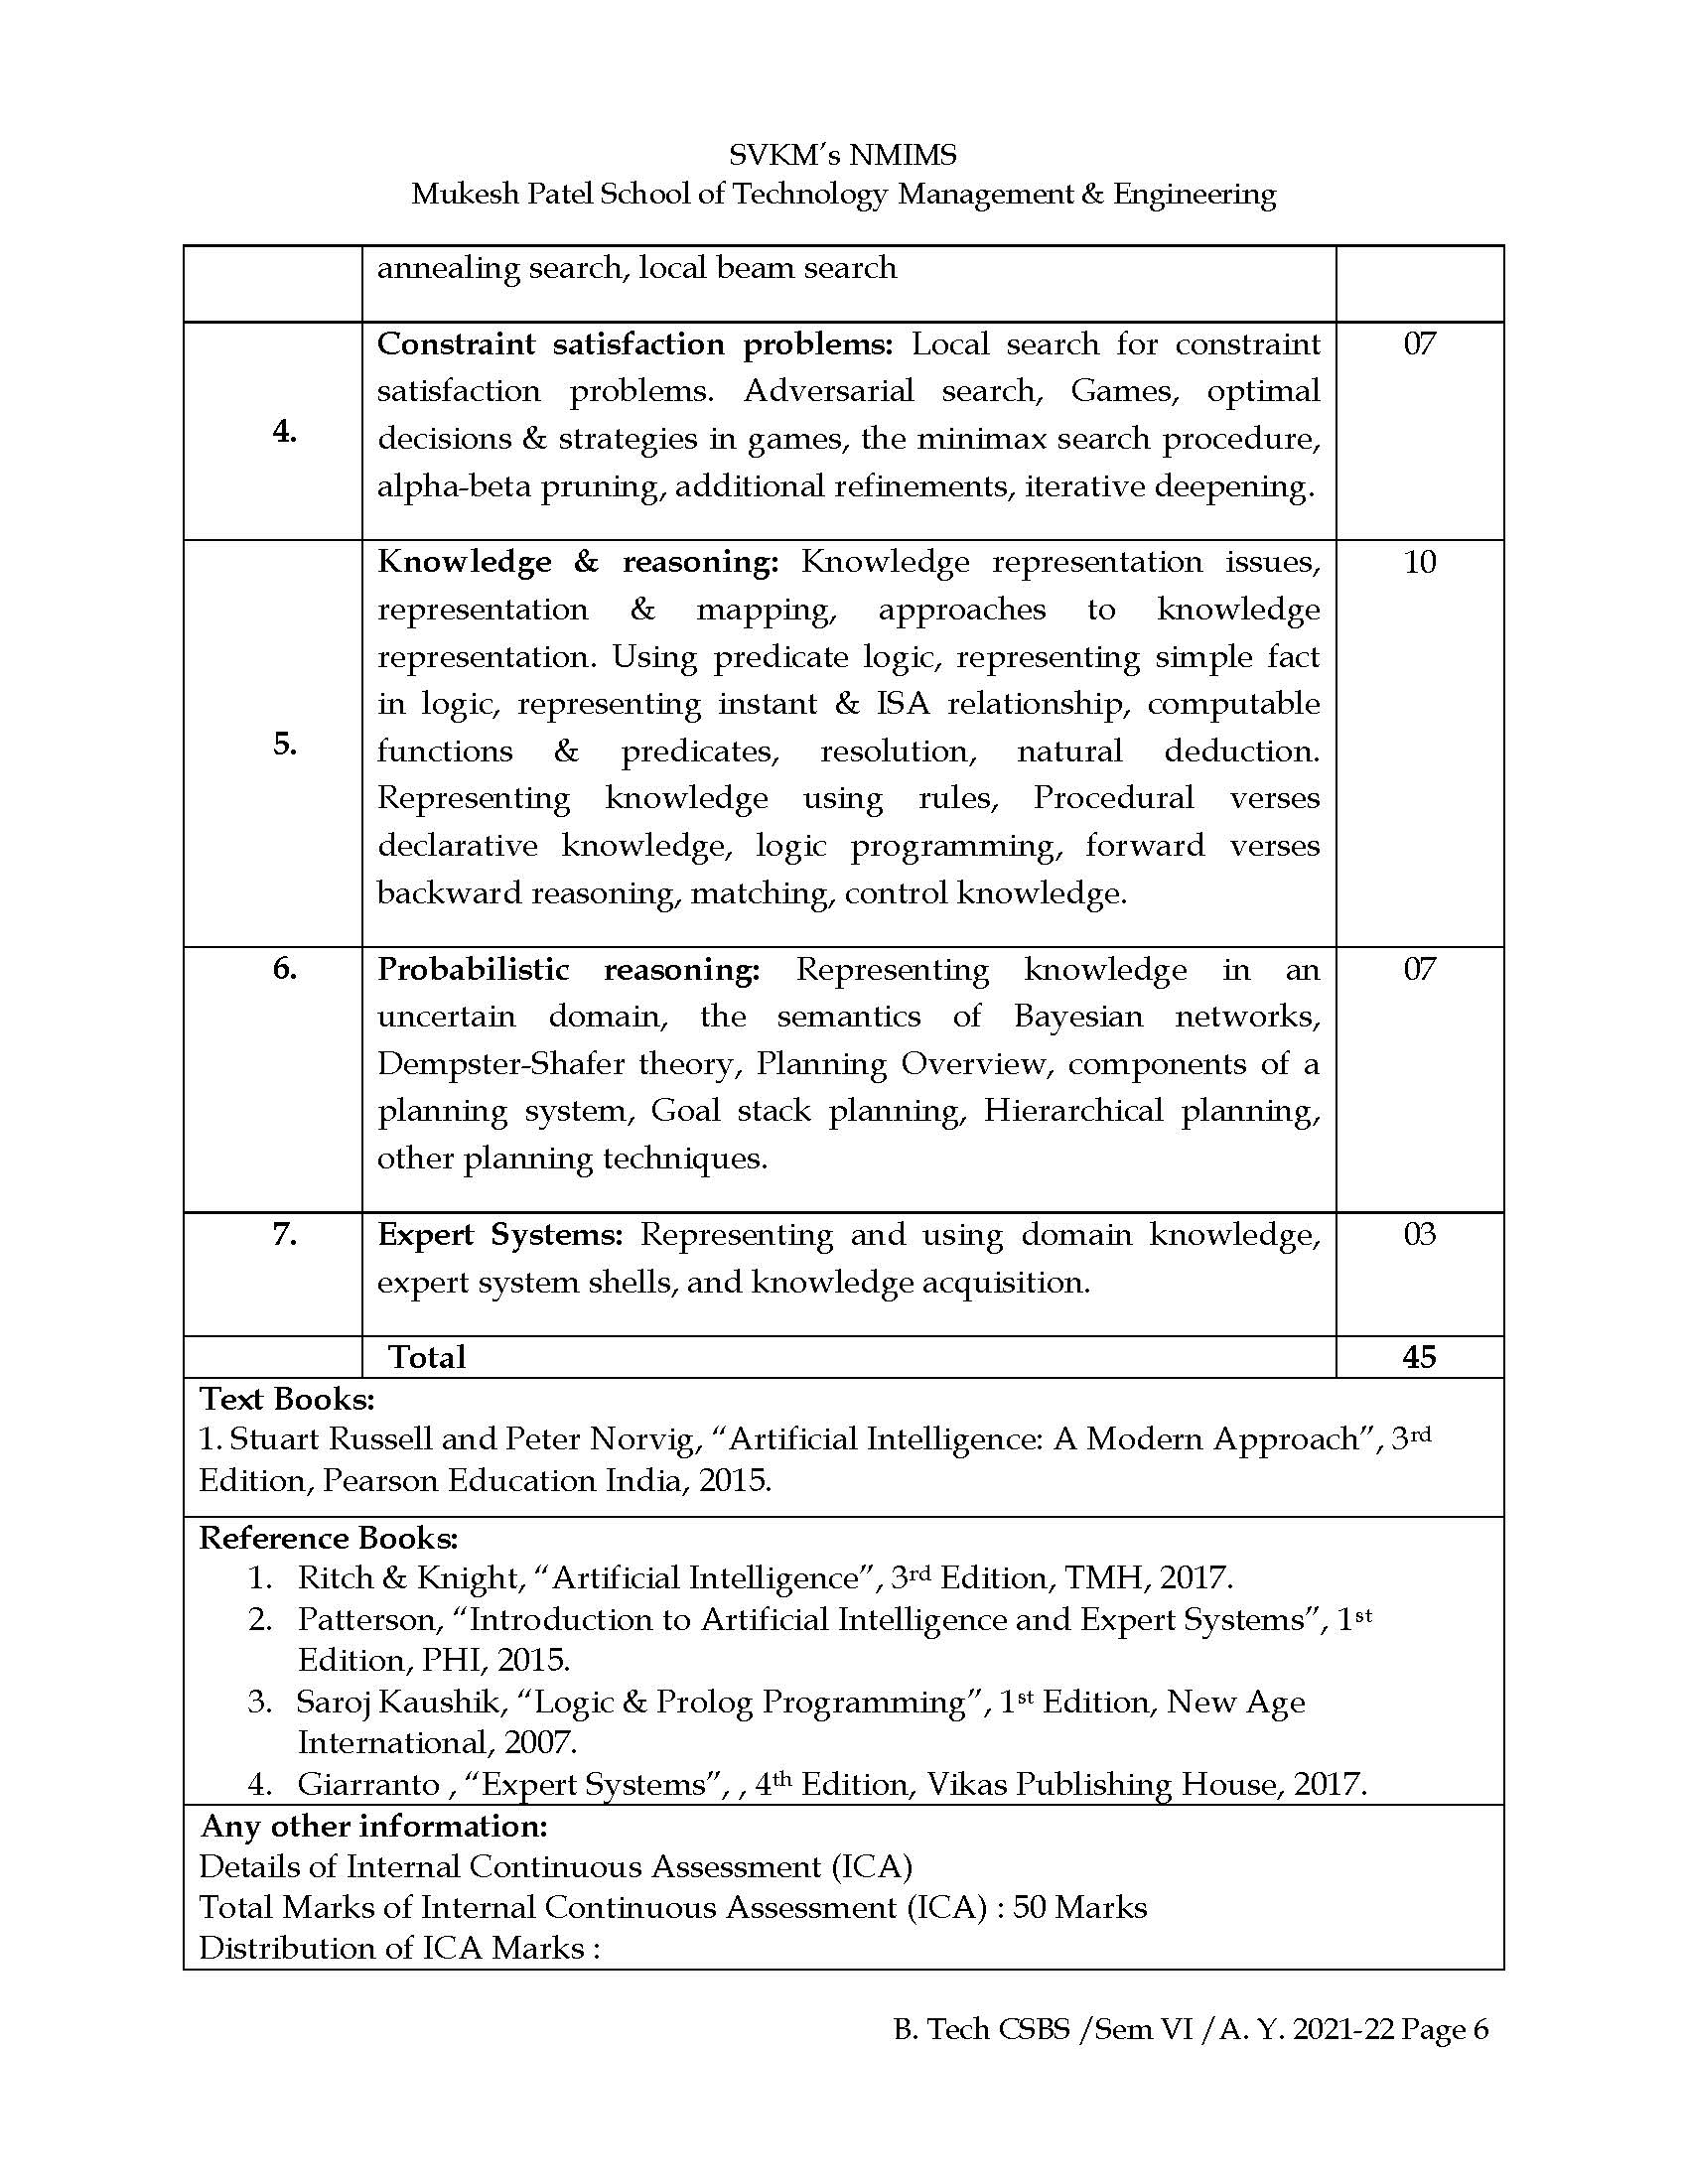 SVKM's NMIMS
Mukesh Patel School of Technology Management & Engineering
annealing search, local beam search
4.
Constraint satisfaction problems: Local search for constraint
satisfaction problems. Adversarial search, Games, optimal
decisions & strategies in games, the minimax search procedure,
alpha-beta pruning, additional refinements, iterative deepening.
07
5.
Knowledge & reasoning: Knowledge representation issues,
representation & mapping, approaches to knowledge
representation. Using predicate logic, representing simple fact
in logic, representing instant & ISA relationship, computable
functions & predicates, resolution, natural deduction.
Representing knowledge using rules, Procedural verses
declarative knowledge, logic programming, forward verses
backward reasoning, matching, control knowledge.
10
6.
Probabilistic reasoning: Representing knowledge in an
uncertain domain, the semantics of Bayesian networks,
Dempster-Shafer theory, Planning Overview, components of a
planning system, Goal stack planning, Hierarchical planning,
other planning techniques.
07
7.
Expert Systems: Representing and using domain knowledge,
expert system shells, and knowledge acquisition.
03
Total
45
Text Books:
1. Stuart Russell and Peter Norvig, “Artificial Intelligence: A Modern Approach”, 3rd
Edition, Pearson Education India, 2015.
Reference Books:
1. Ritch & Knight, “Artificial Intelligence”, 3rd Edition, TMH, 2017.
2. Patterson, “Introduction to Artificial Intelligence and Expert Systems”, 1st
Edition, PHI, 2015.
3. Saroj Kaushik, “Logic & Prolog Programming”, 1st Edition, New Age
International, 2007.
4. Giarranto , “Expert Systems”, , 4th Edition, Vikas Publishing House, 2017.
Any other information:
Details of Internal Continuous Assessment (ICA)
Total Marks of Internal Continuous Assessment (ICA) : 50 Marks
Distribution of ICA Marks :
B. Tech CSBS /Sem VI /A. Y. 2021-22 Page 6